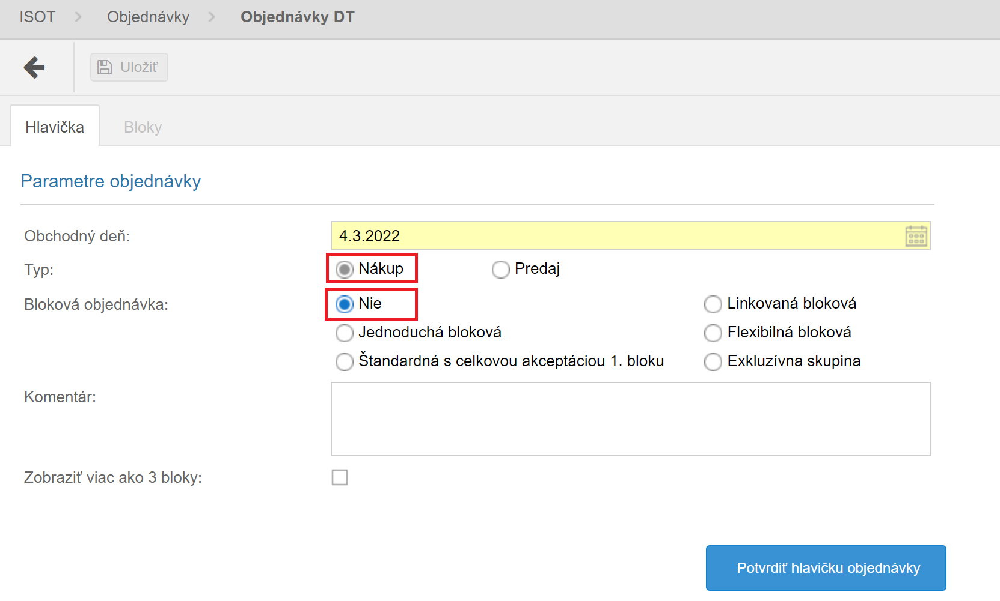 ISOT Objednávky Objednávky DT
Uložiť
Hlavička Bloky
Parametre objednávky
Obchodný deň: 4.3.2022
Typ: Nákup Predaj
Bloková objednávka: Nie Linkovaná bloková
Jednoduchá bloková Flexibilná bloková
Štandardná s celkovou akceptáciou 1. bloku Exkluzívna skupina
Komentár:
Zobraziť viac ako 3 bloky:
Potvrdiť hlavičku objednávky